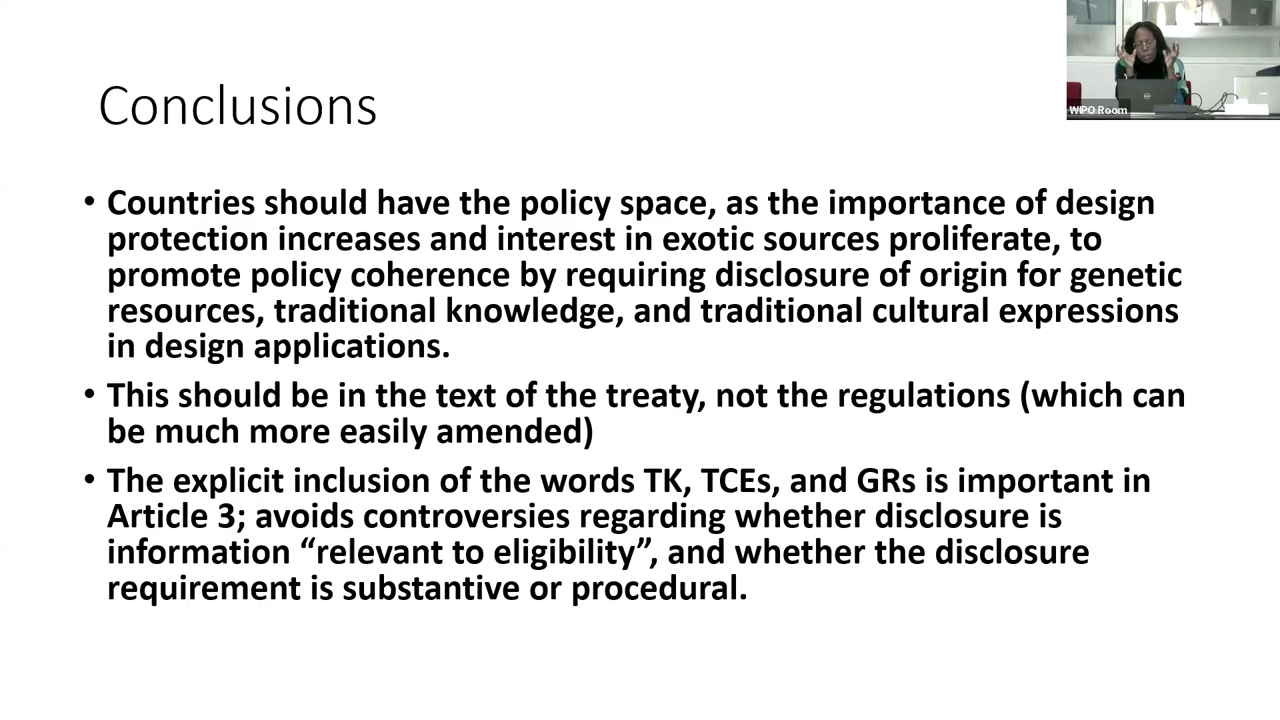 WIPO Room
Conclusions
• Countries should have the policy space, as the importance of design
protection increases and interest in exotic sources proliferate, to
promote policy coherence by requiring disclosure of origin for genetic
resources, traditional knowledge, and traditional cultural expressions
in design applications.
• This should be in the text of the treaty, not the regulations (which can
be much more easily amended)
• The explicit inclusion of the words TK, TCEs, and GRs is important in
Article 3; avoids controversies regarding whether disclosure is
information “relevant to eligibility”, and whether the disclosure
requirement is substantive or procedural.